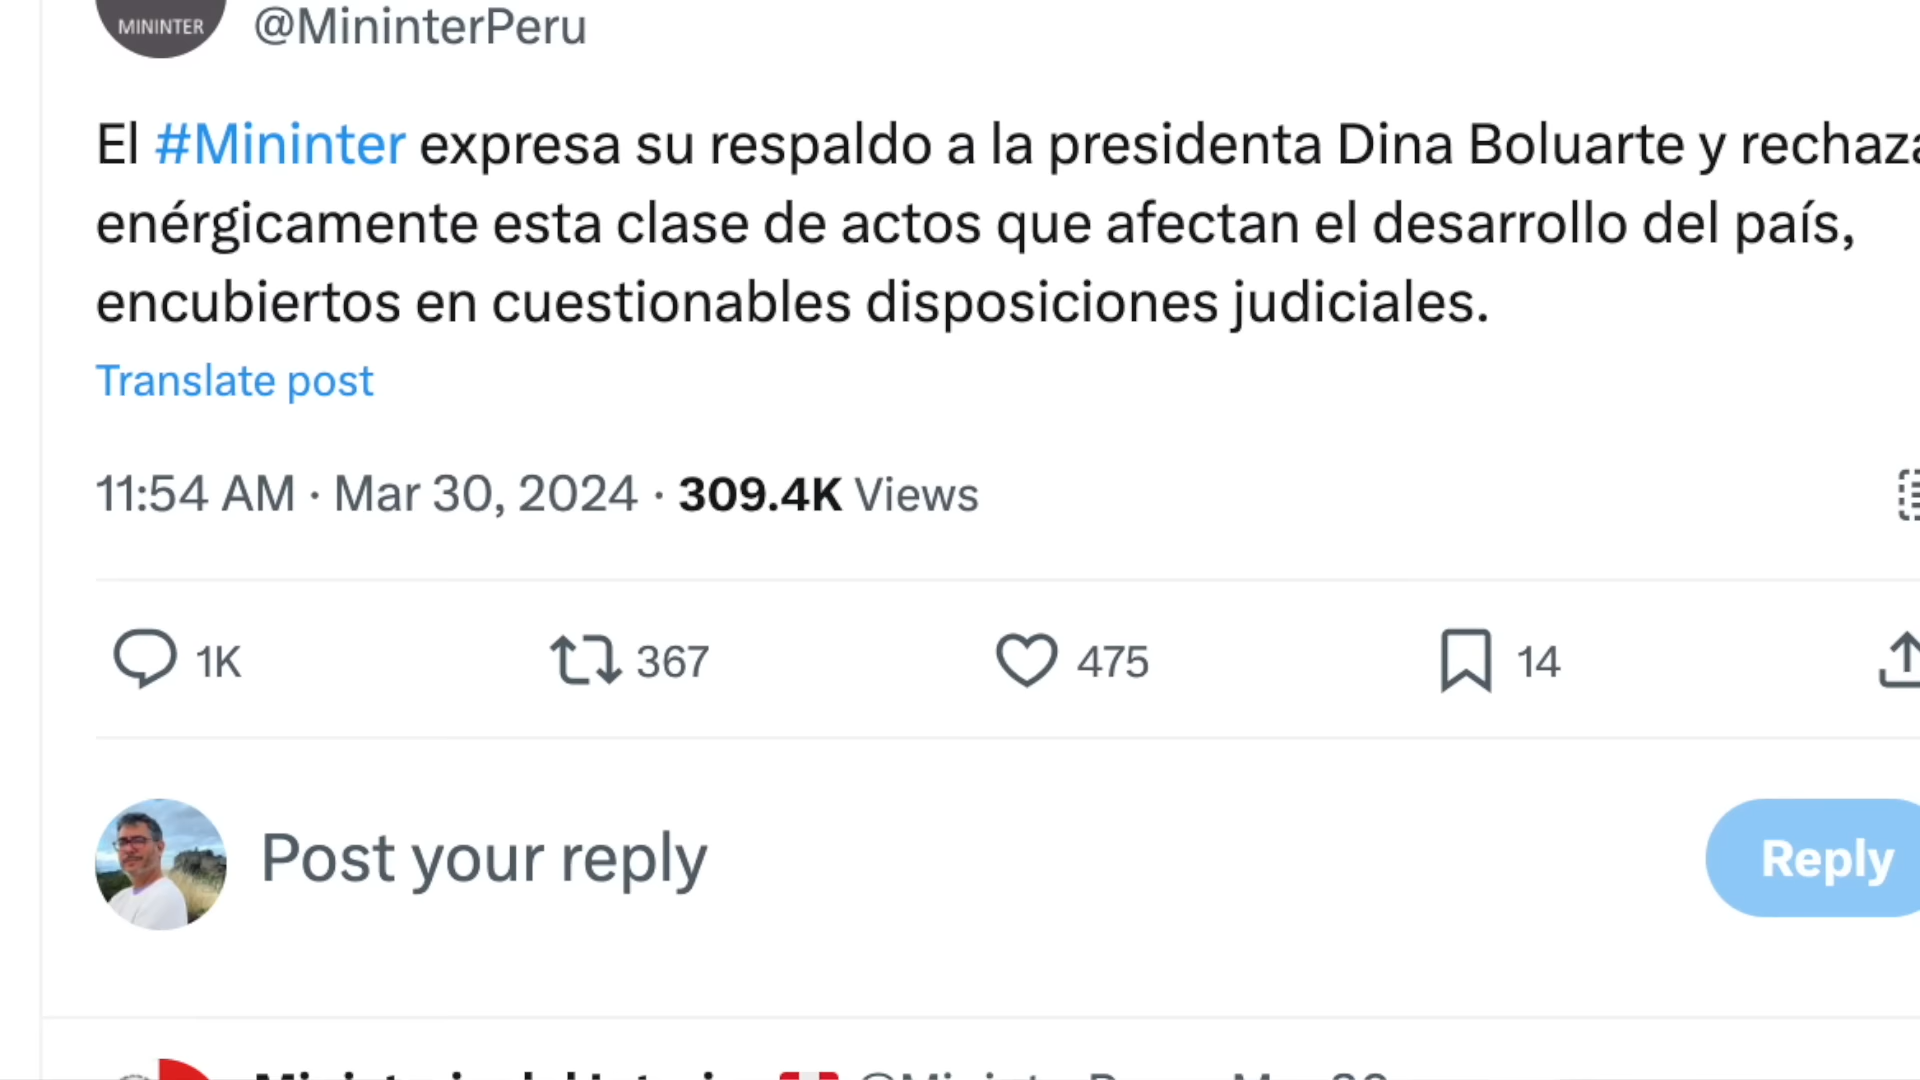 MININTER
@MininterPeru
El #Mininter expresa su respaldo a la presidenta Dina Boluarte y rechaza
enérgicamente esta clase de actos que afectan el desarrollo del país,
encubiertos en cuestionables disposiciones judiciales.
Translate post
11:54 AM · Mar 30, 2024 · 309.4K Views
1K 367 475 14
Post your reply Reply